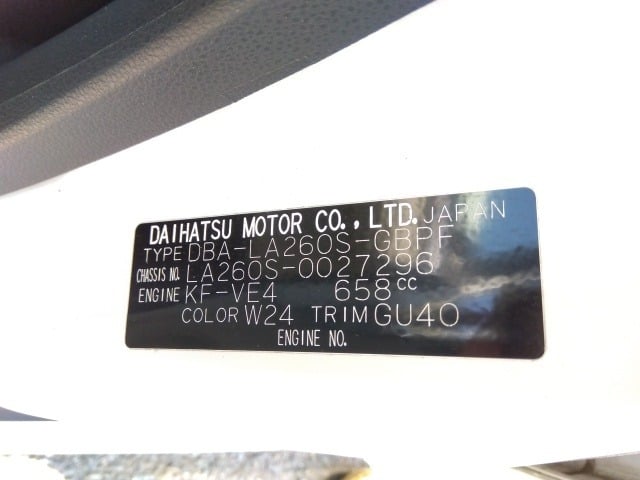 DAIHATSU MOTOR CO., LTD. JAPAN
TYPE DBA-LA260S-GBPF
CHASSIS NO. LA260S-0027296
ENGINE KF-VE4 658CC
COLOR W24 TRIM GU40
ENGINE NO.